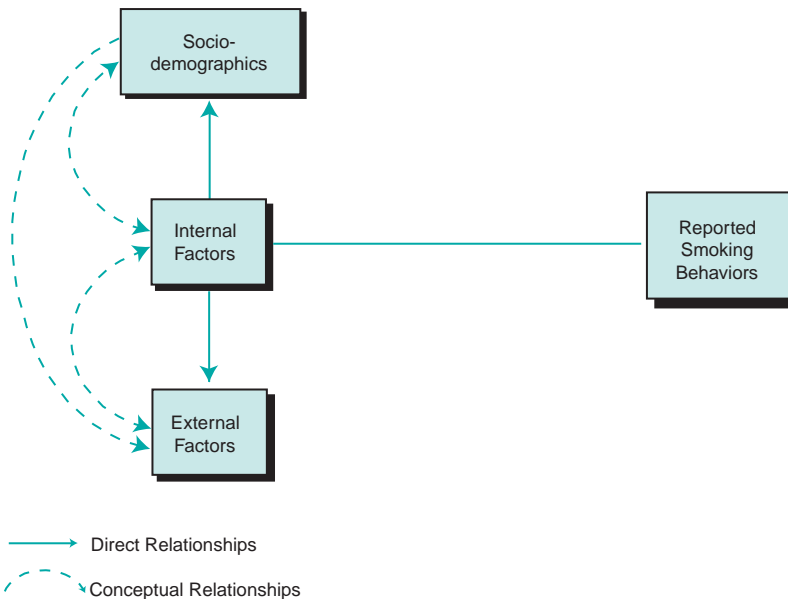 Socio-
demographics
Internal
Factors
Reported
Smoking
Behaviors
External
Factors
Direct Relationships
Conceptual Relationships